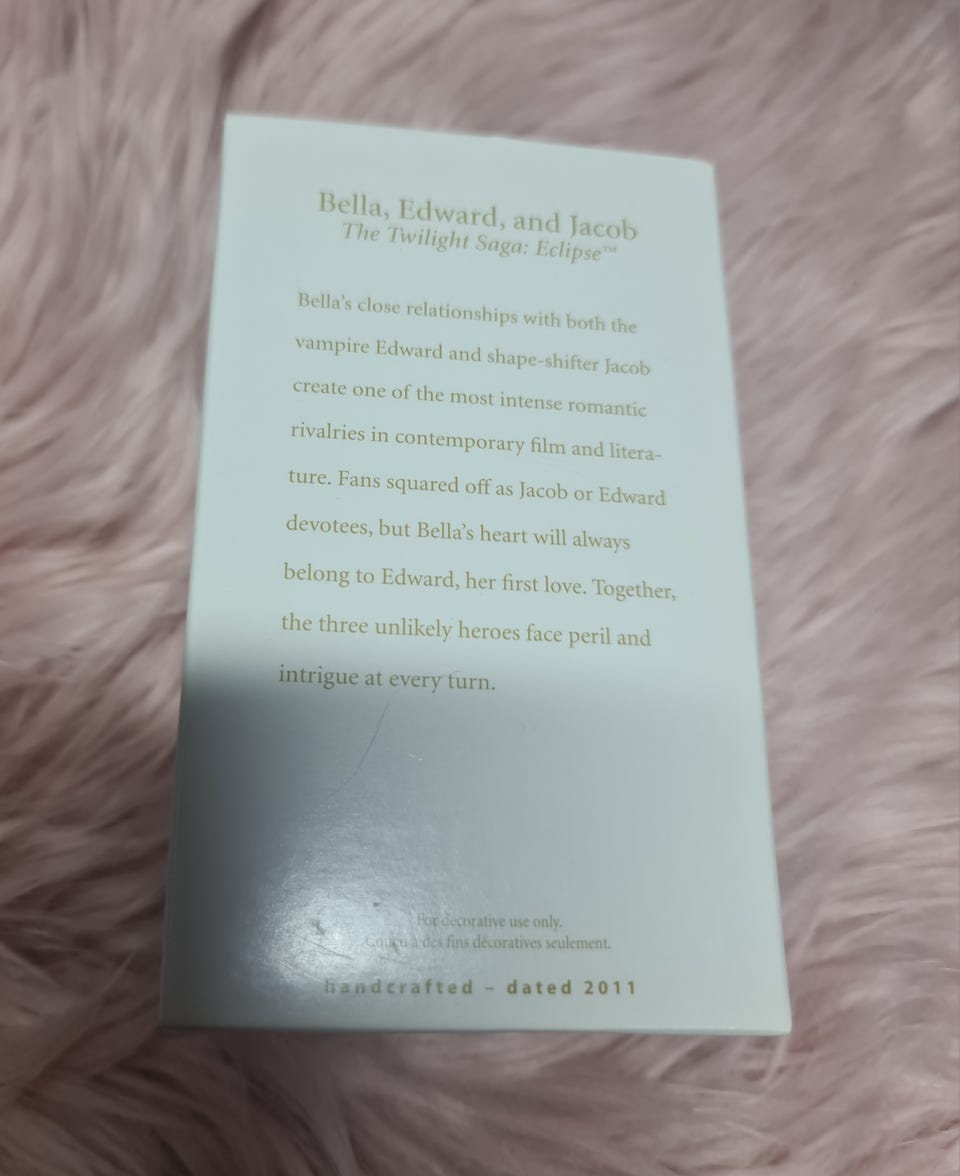 Bella, Edward, and Jacob
The Twilight Saga: Eclipse™
Bella's close relationships with both the
vampire Edward and shape-shifter Jacob
create one of the most intense romantic
rivalries in contemporary film and litera-
ture. Fans squared off as Jacob or Edward
devotees, but Bella's heart will always
belong to Edward, her first love. Together,
the three unlikely heroes face peril and
intrigue at every turn.
For decorative use only.
Conçu à des fins décoratives seulement.
handcrafted – dated 2011